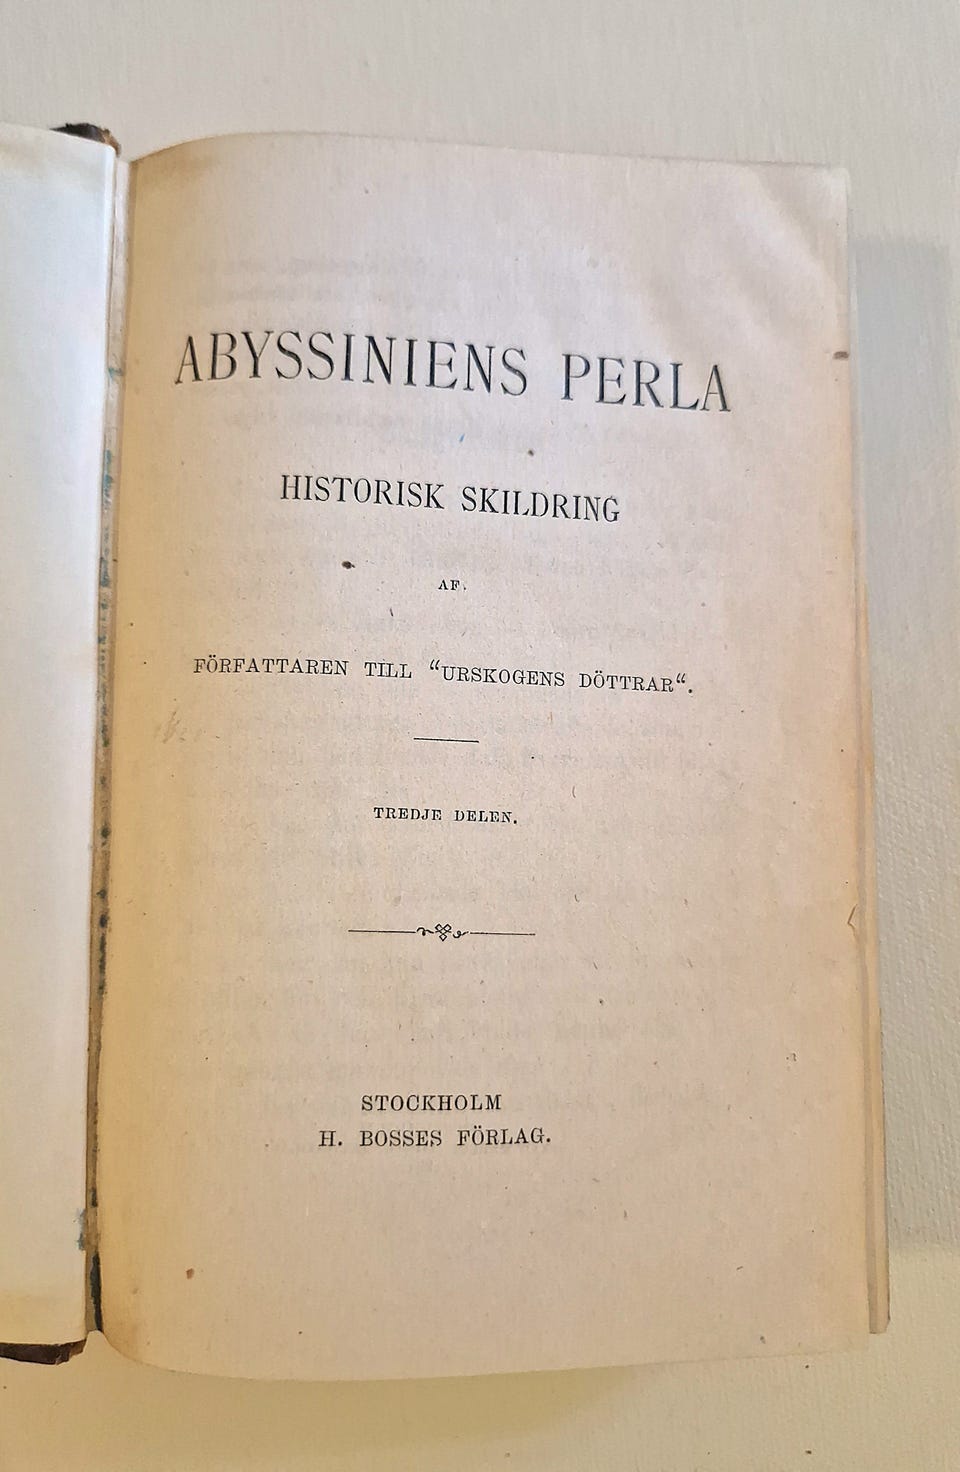 ABYSSINIENS PERLA
HISTORISK SKILDRING
AF
FÖRFATTAREN TILL “URSKOGENS DÖTTRAR“.
TREDJE DELEN.
STOCKHOLM
H. BOSSES FÖRLAG.